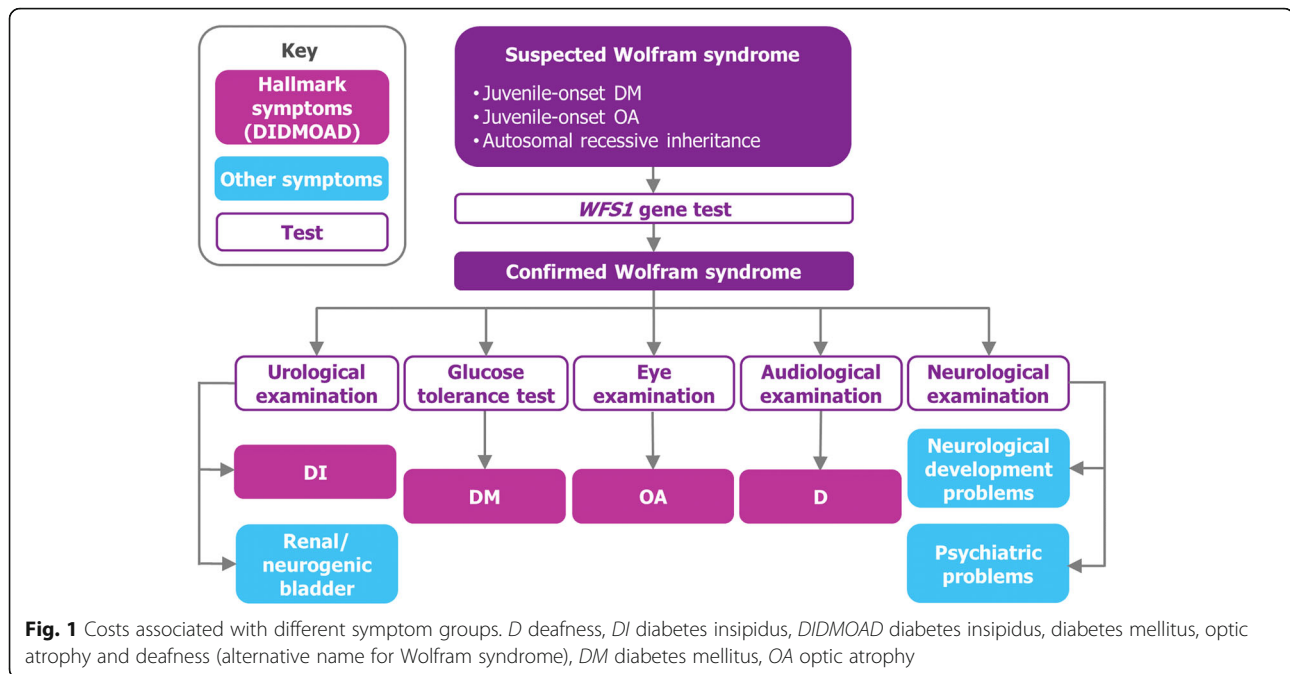 Key
Hallmark
symptoms
(DIDMOAD)
Other symptoms
Test
Suspected Wolfram syndrome
• Juvenile-onset DM
• Juvenile-onset OA
• Autosomal recessive inheritance
WFS1 gene test
Confirmed Wolfram syndrome
Urological
examination
Glucose
tolerance test
Eye
examination
Audiological
examination
Neurological
examination
DI
DM
OA
D
Neurological
development
problems
Renal/
neurogenic
bladder
Psychiatric
problems
Fig. 1 Costs associated with different symptom groups. D deafness, DI diabetes insipidus, DIDMOAD diabetes insipidus, diabetes mellitus, optic
atrophy and deafness (alternative name for Wolfram syndrome), DM diabetes mellitus, OA optic atrophy